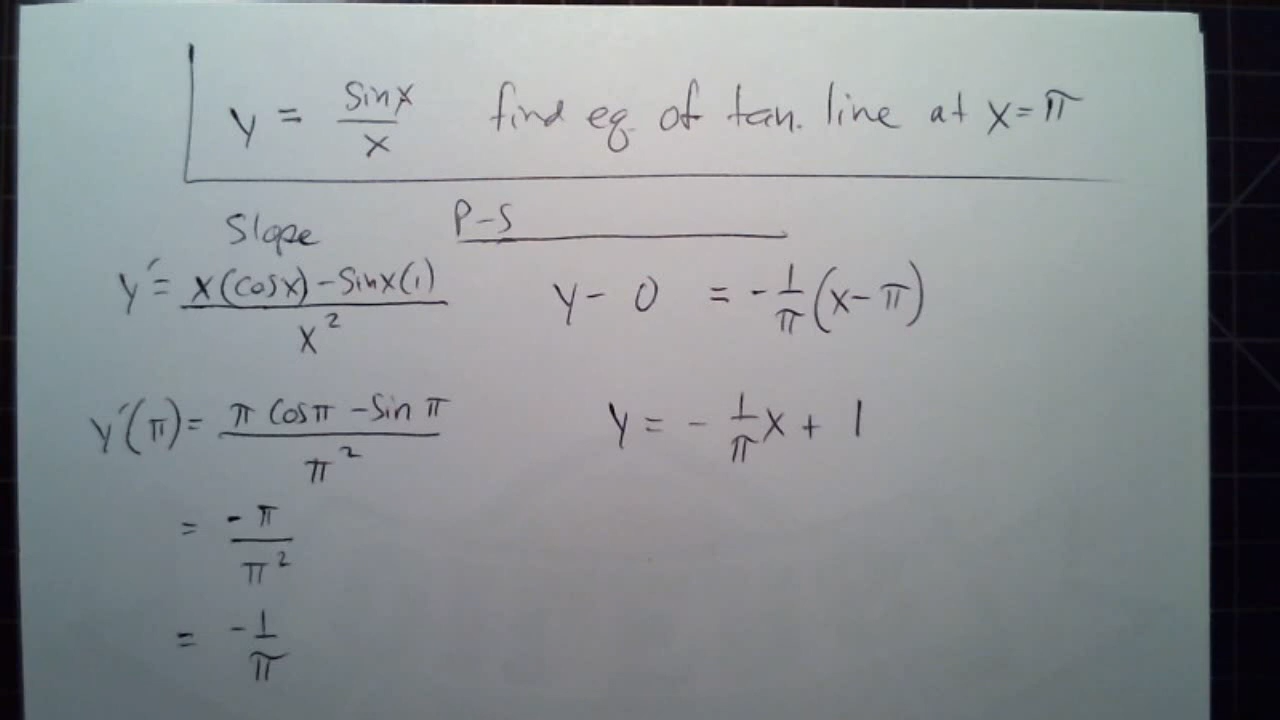 y = sinx/x find eq. of tan. line at x=π
Slope
y′= x(cosx)-sinx(1)/x²
y′(π)= π cosπ - sin π/π²
= -π/π²
= -1/π
P-S
y- 0 = -1/π(x-π)
y= - 1/π x + 1